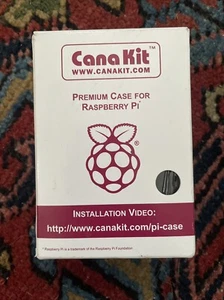 Cana Kit™
WWW.CANAKIT.COM
PREMIUM CASE FOR
RASPBERRY PI*
®
INSTALLATION VIDEO:
http://www.canakit.com/pi-case
*Raspberry Pi is a trademark of the Raspberry Pi Foundation